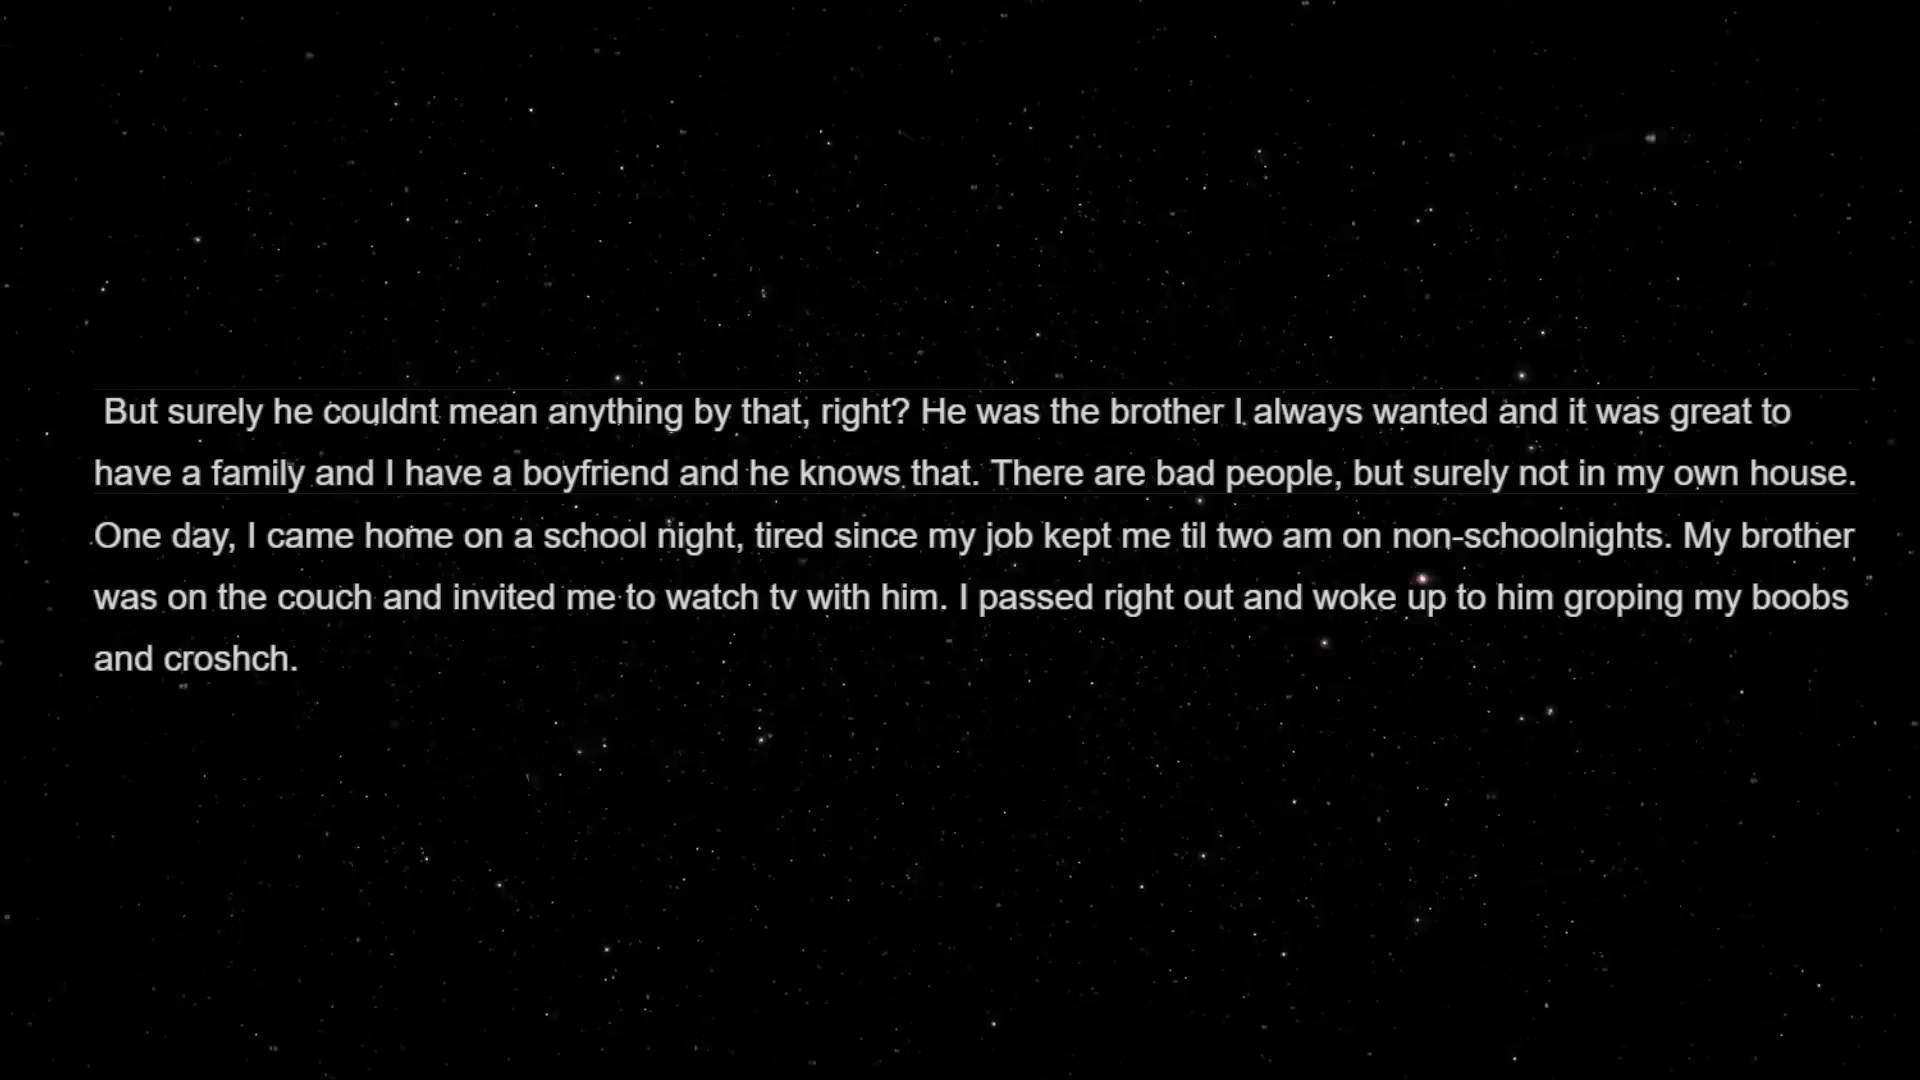 But surely he couldnt mean anything by that, right? He was the brother I always wanted and it was great to
have a family and I have a boyfriend and he knows that. There are bad people, but surely not in my own house.
One day, I came home on a school night, tired since my job kept me til two am on non-schoolnights. My brother
was on the couch and invited me to watch tv with him. I passed right out and woke up to him groping my boobs
and croshch.